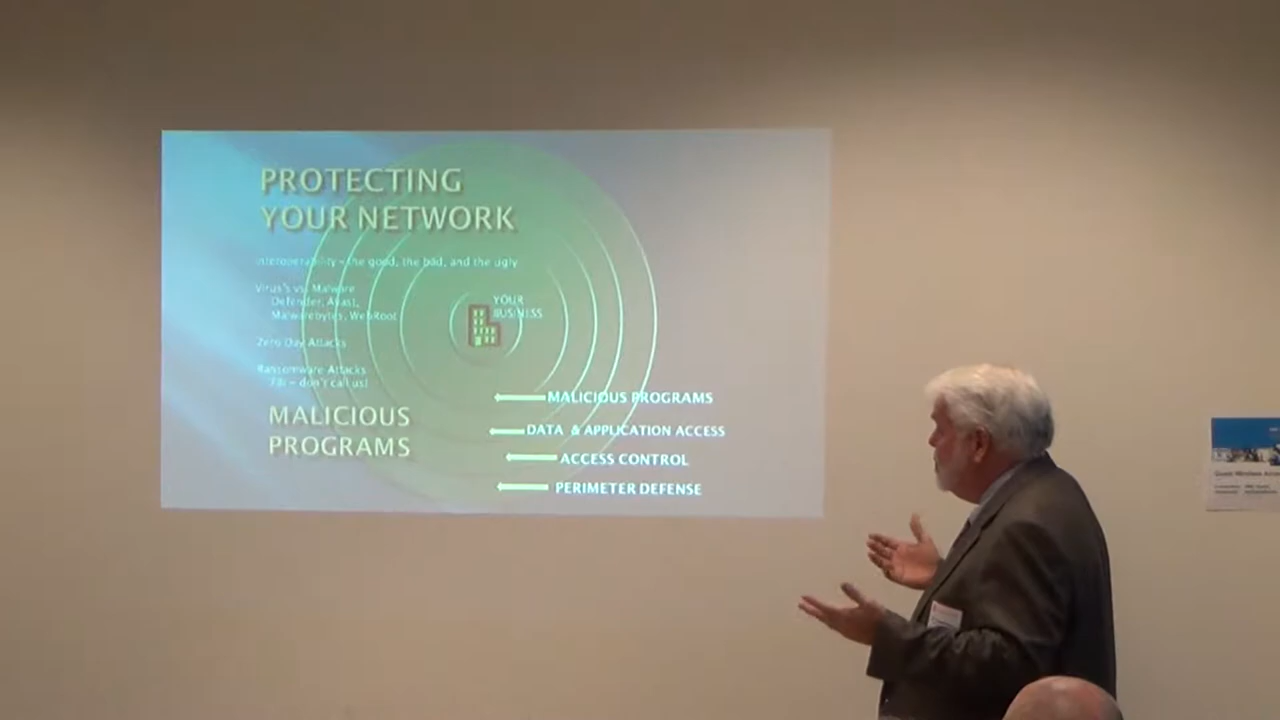 PROTECTING
YOUR NETWORK
Interoperability – the good, the bad, and the ugly
Virus's vs. Malware
Defender, Avast,
Malwarebytes, WebRoot
Zero Day Attacks
Ransomware Attacks
– don't call us!
MALICIOUS
PROGRAMS
YOUR
BUSINESS
MALICIOUS PROGRAMS
DATA & APPLICATION ACCESS
ACCESS CONTROL
PERIMETER DEFENSE
Guest Wireless